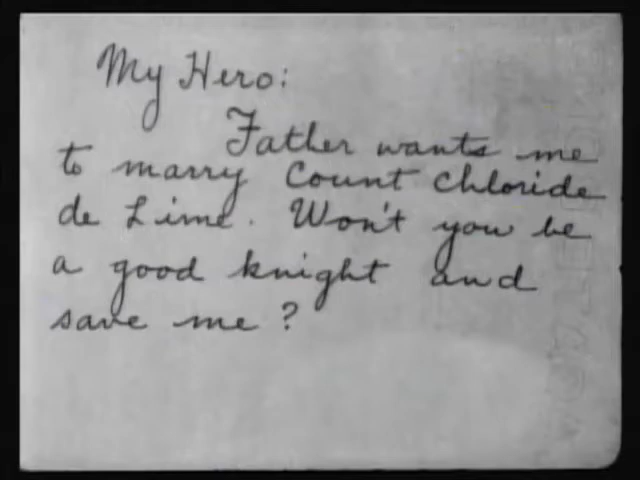 My Hero:
Father wants me
to marry Count Chloride
de Lime. Won't you be
a good knight and
save me?